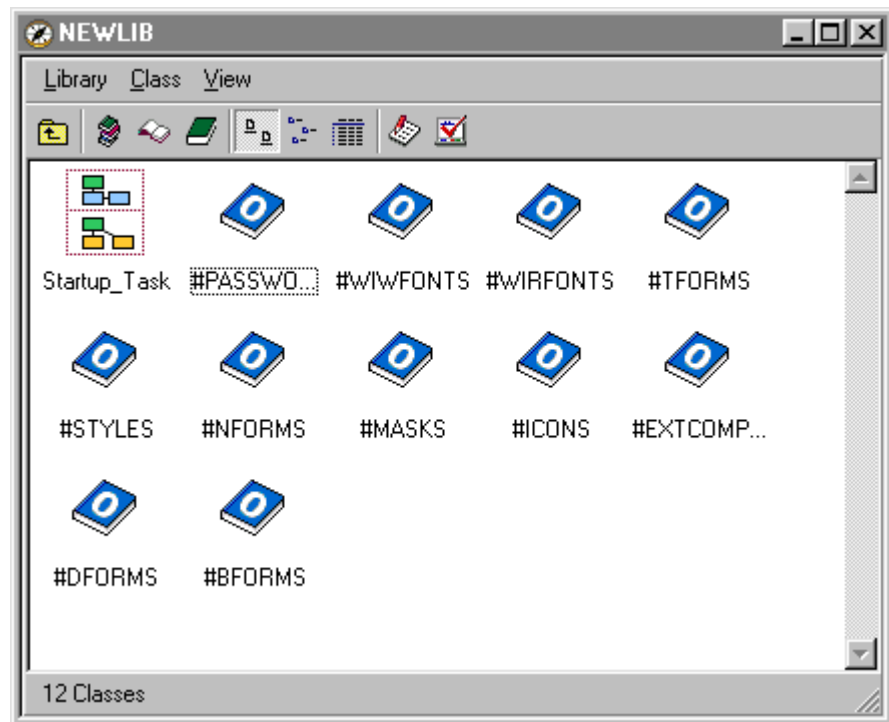 NEWLIB
Library Class View
Startup_Task #PASSWO... #WIWFONTS #WIRFONTS #TFORMS
#STYLES #NFORMS #MASKS #ICONS #EXTCOMP...
#DFORMS #BFORMS
12 Classes